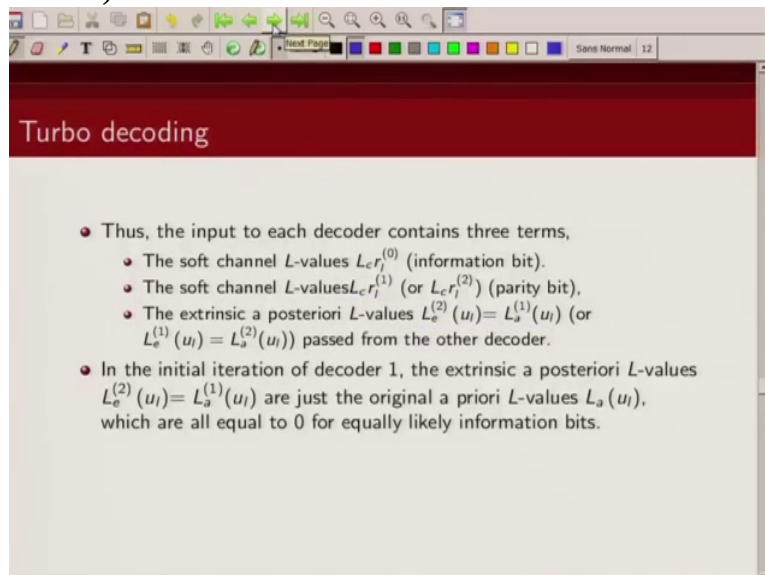 T
Next Page
Sans Normal 12
Turbo decoding
Thus, the input to each decoder contains three terms,
The soft channel L-values L_c r_l^{(0)} (information bit).
The soft channel L-valuesL_c r_l^{(1)} (or L_c r_l^{(2)}) (parity bit),
The extrinsic a posteriori L-values L_e^{(2)} (u_l)= L_a^{(1)}(u_l) (or
L_e^{(1)} (u_l) = L_a^{(2)}(u_l)) passed from the other decoder.
In the initial iteration of decoder 1, the extrinsic a posteriori L-values
L_e^{(2)} (u_l)= L_a^{(1)}(u_l) are just the original a priori L-values L_a (u_l),
which are all equal to 0 for equally likely information bits.